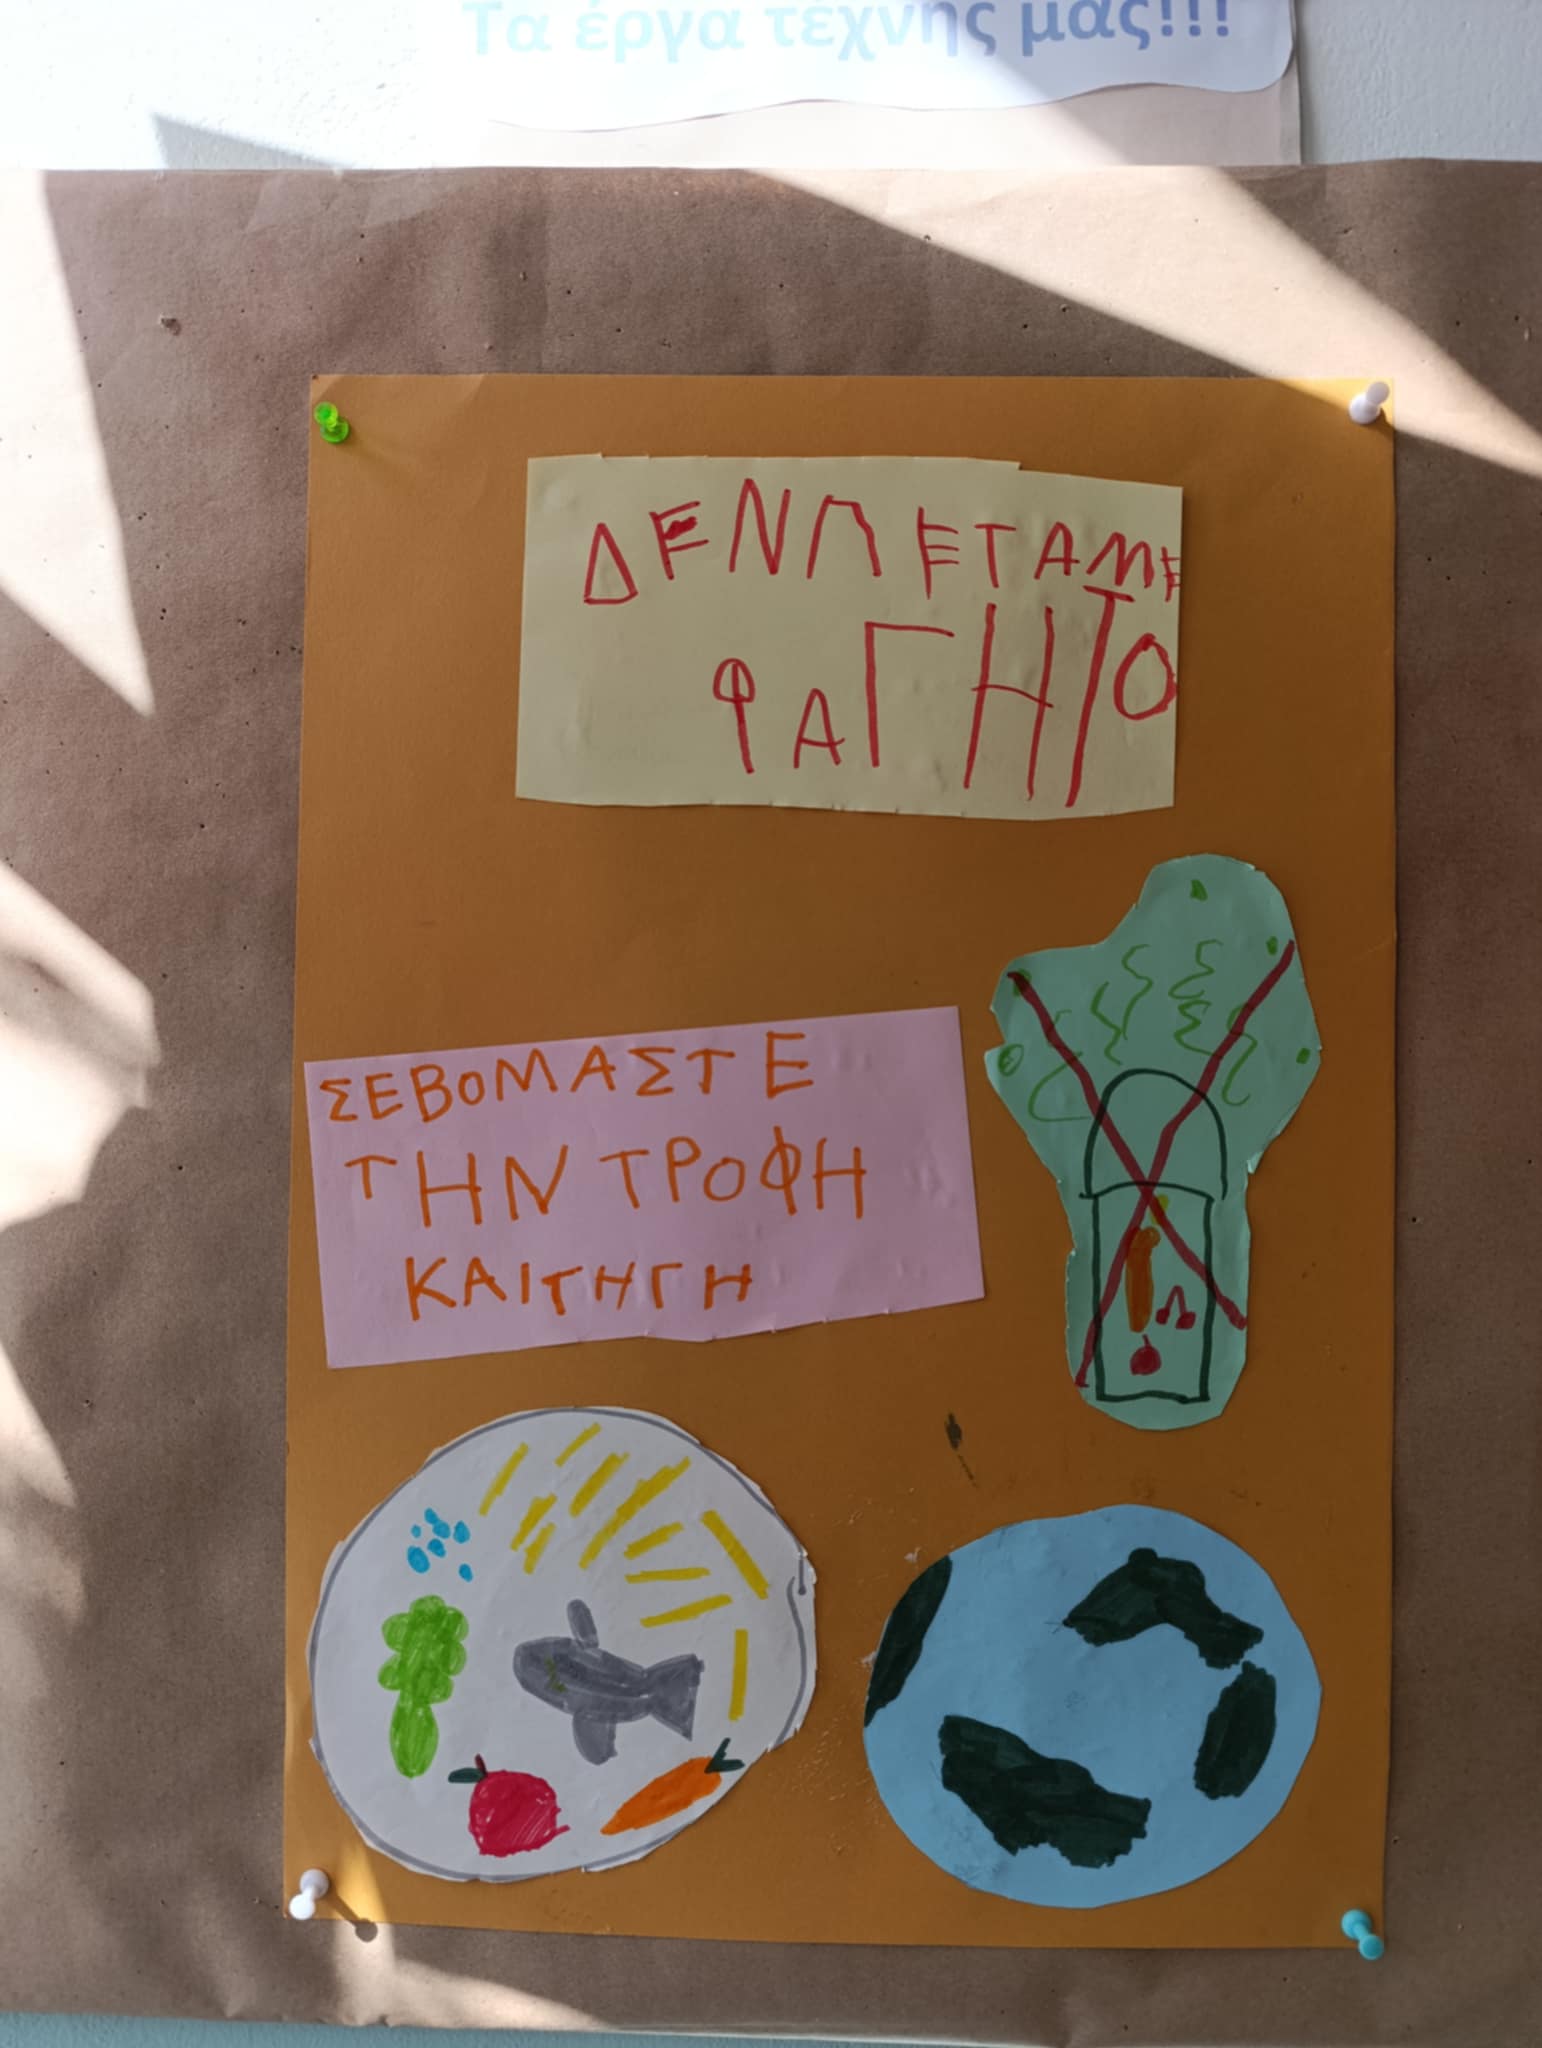 Τα έργα τέχνης μας!!!
ΔΕΝ ΠΕΤΑΜΕ
ΦΑΓΗΤΟ
ΣΕΒΟΜΑΣΤΕ
ΤΗΝ ΤΡΟΦΗ
ΚΑΙ ΤΗ ΓΗ